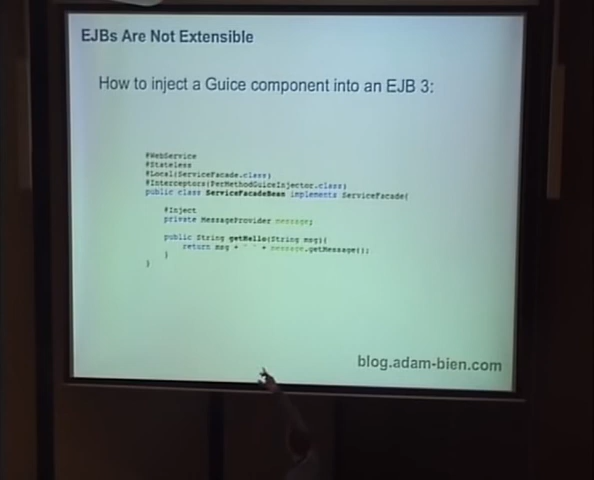 EJBs Are Not Extensible
How to inject a Guice component into an EJB 3:
@WebService
@Stateless
@Local(ServiceFacade.class)
@Interceptors(PerMethodGuiceInjector.class)
public class ServiceFacadeBean implements ServiceFacade{
@Inject
private MessageProvider message;
public String getHello(String msg){
return msg + " " + message.getMessage();
}
}
blog.adam-bien.com